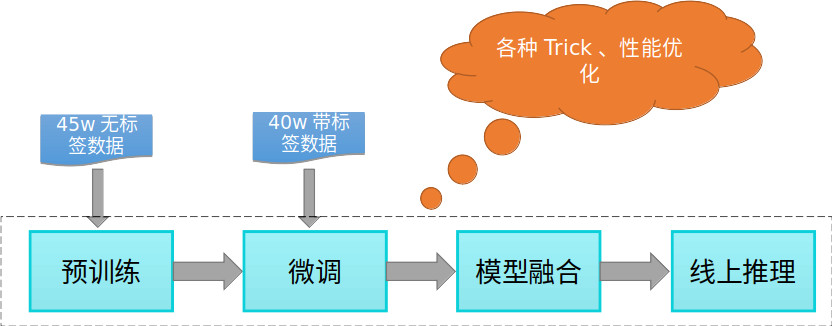 各种 Trick 、性能优
化
45w 无标
签数据
40w 带标
签数据
预训练
微调
模型融合
线上推理